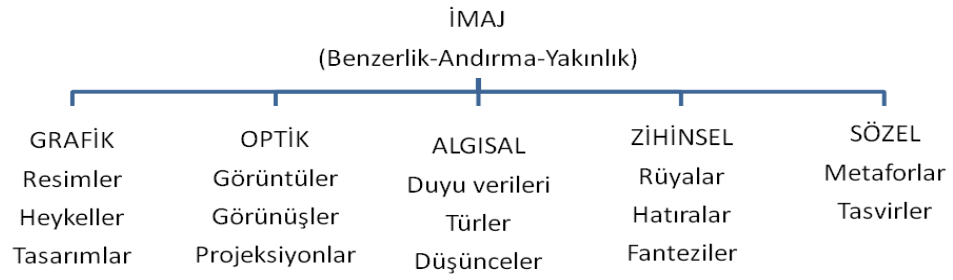 İMAJ
(Benzerlik-Andırma-Yakınlık)
GRAFİK
Resimler
Heykeller
Tasarımlar
OPTİK
Görüntüler
Görünüşler
Projeksiyonlar
ALGISAL
Duyu verileri
Türler
Düşünceler
ZİHİNSEL
Rüyalar
Hatıralar
Fanteziler
SÖZEL
Metaforlar
Tasvirler